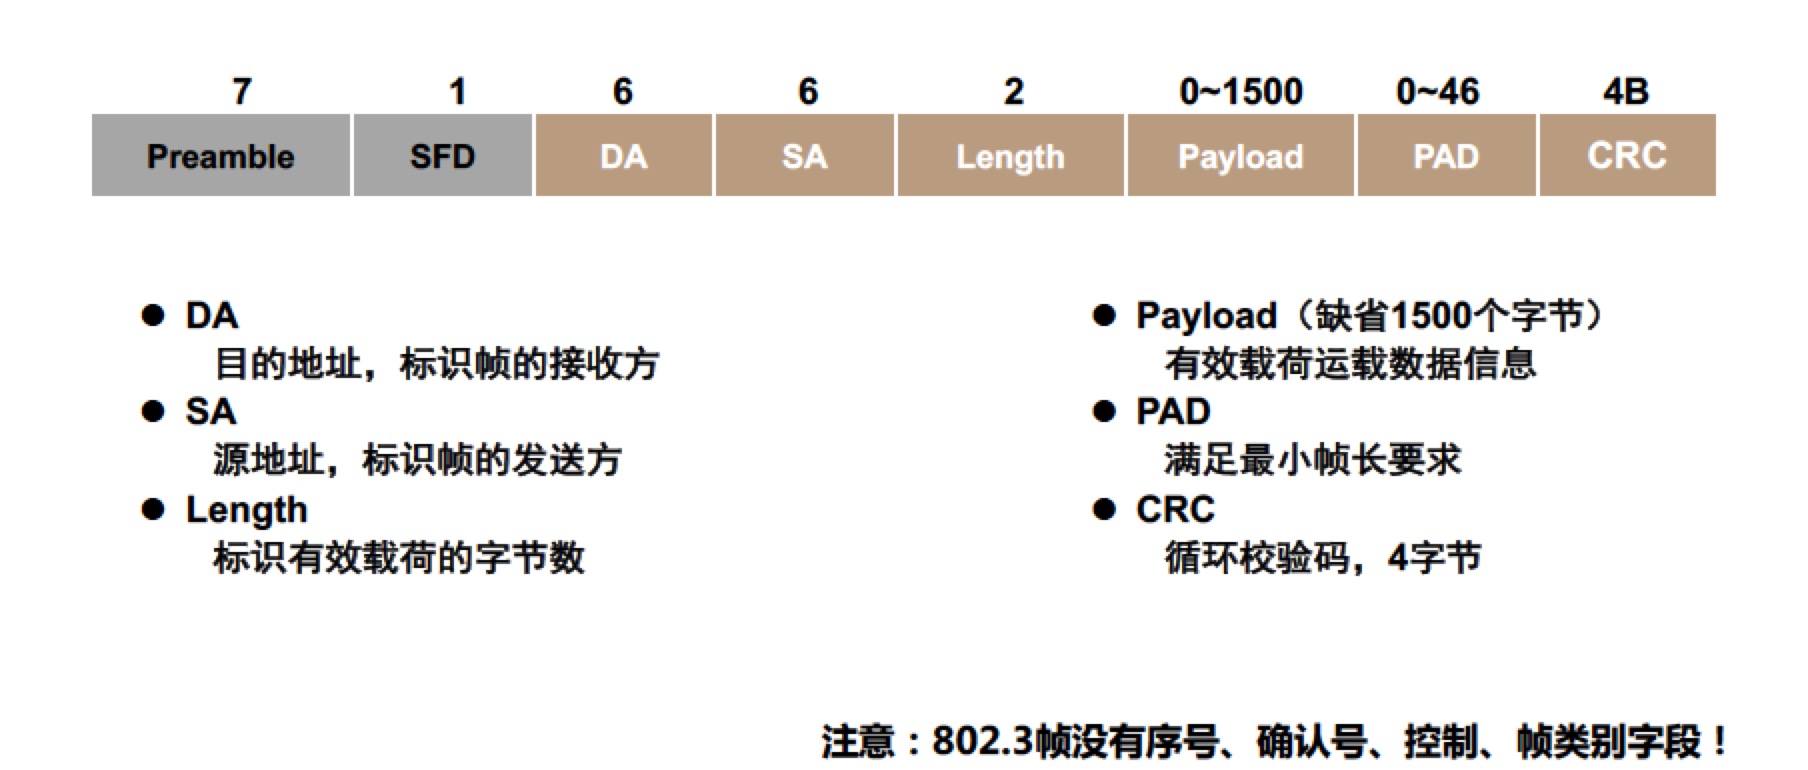 7 1 6 6 2 0~1500 0~46 4B
Preamble SFD DA SA Length Payload PAD CRC
● DA
目的地址，标识帧的接收方
● SA
源地址，标识帧的发送方
● Length
标识有效载荷的字节数
● Payload（缺省1500个字节）
有效载荷运载数据信息
● PAD
满足最小帧长要求
● CRC
循环校验码，4字节
注意：802.3帧没有序号、确认号、控制、帧类别字段！